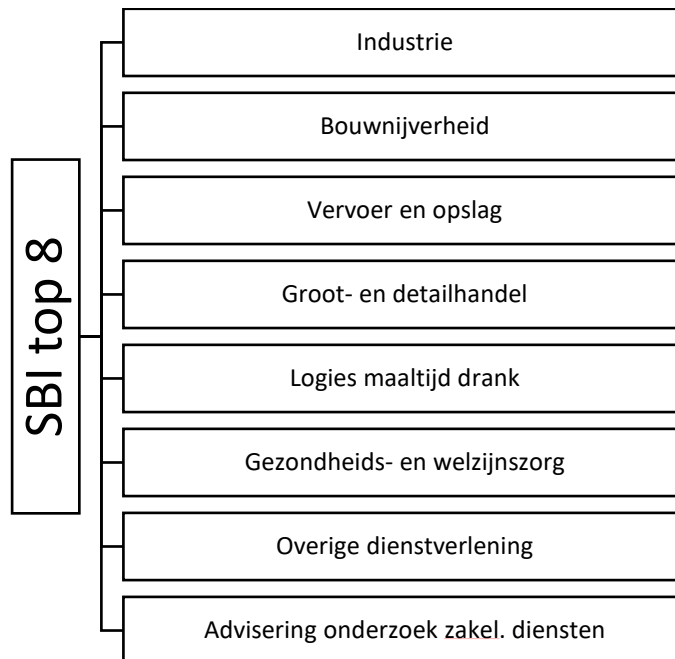 SBI top 8
Industrie
Bouwnijverheid
Vervoer en opslag
Groot- en detailhandel
Logies maaltijd drank
Gezondheids- en welzijnszorg
Overige dienstverlening
Advisering onderzoek zakel. diensten